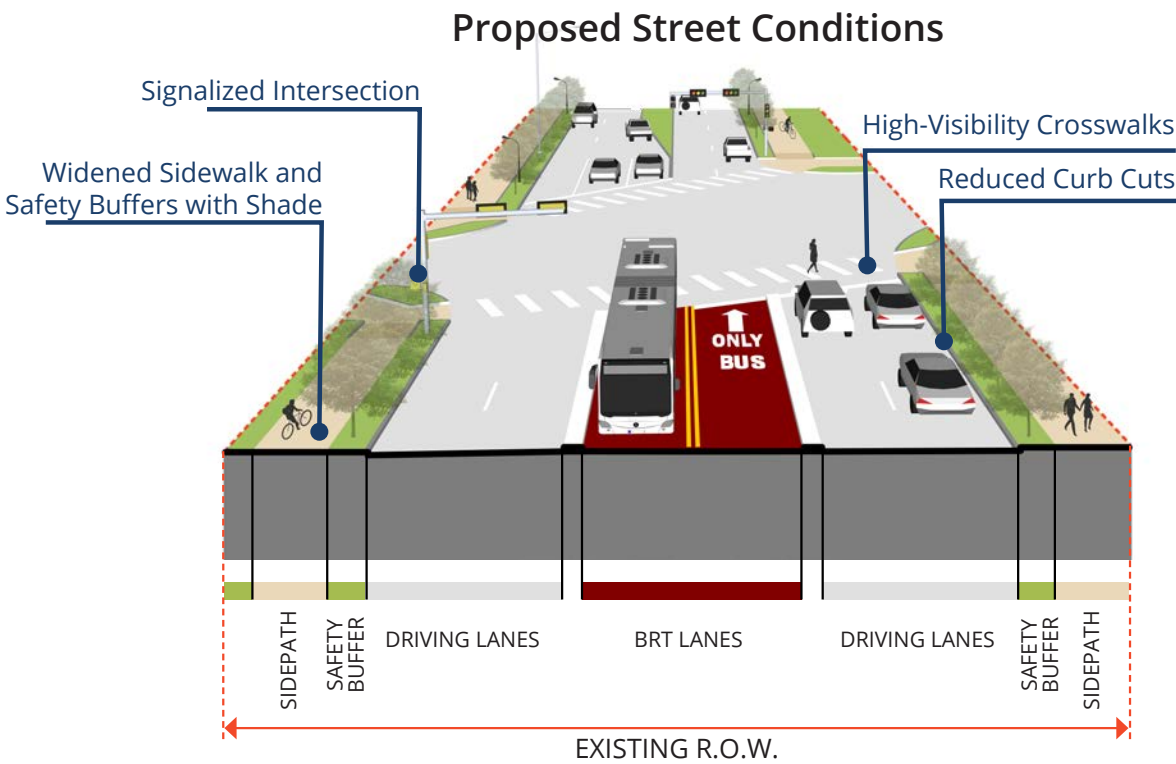 Proposed Street Conditions
Signalized Intersection
Widened Sidewalk and
Safety Buffers with Shade
High-Visibility Crosswalks
Reduced Curb Cuts
ONLY
BUS
SIDEPATH
SAFETY
BUFFER
DRIVING LANES
BRT LANES
DRIVING LANES
SAFETY
BUFFER
SIDEPATH
EXISTING R.O.W.